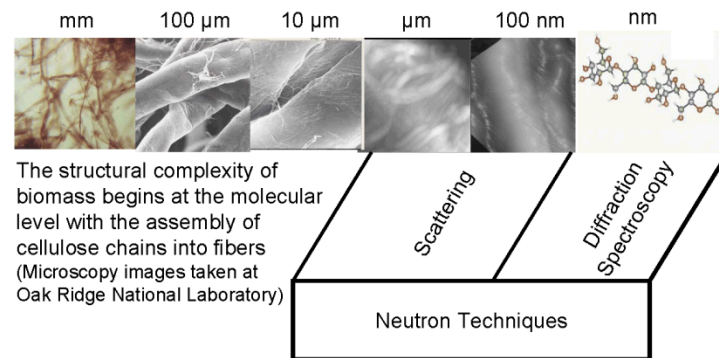 mm 100 µm 10 µm µm 100 nm nm
The structural complexity of
biomass begins at the molecular
level with the assembly of
cellulose chains into fibers
(Microscopy images taken at
Oak Ridge National Laboratory)
Scattering
Diffraction
Spectroscopy
Neutron Techniques